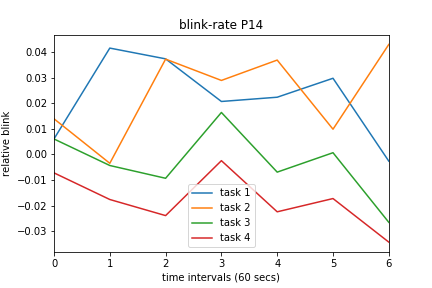 blink-rate P14
relative blink
0.04
0.03
0.02
0.01
0.00
−0.01
−0.02
−0.03
task 1
task 2
task 3
task 4
0 1 2 3 4 5 6
time intervals (60 secs)